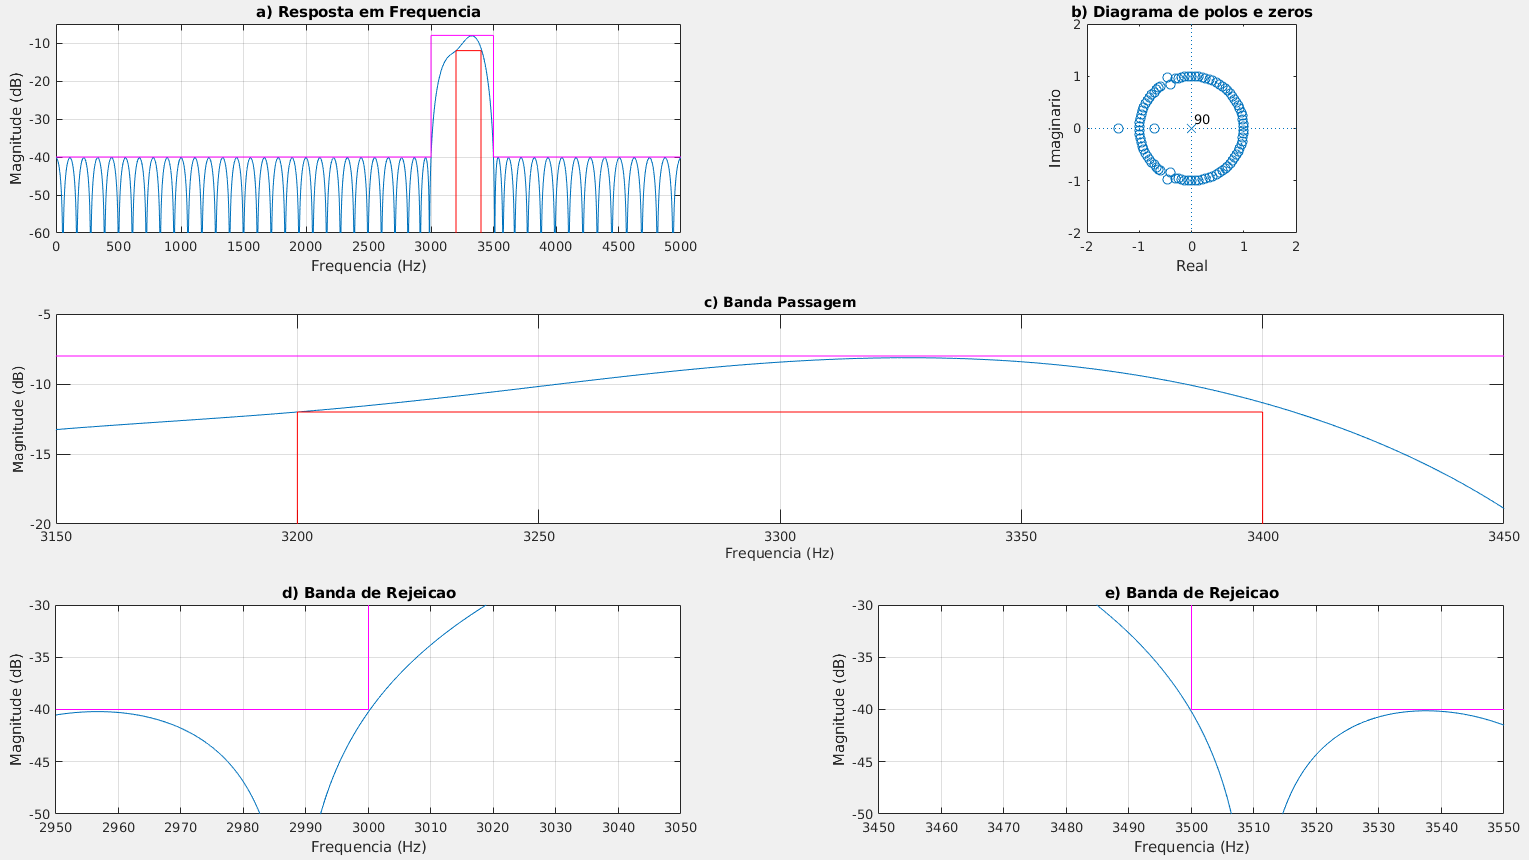 a) Resposta em Frequencia
Magnitude (dB)
-10
-20
-30
-40
-50
-60
0 500 1000 1500 2000 2500 3000 3500 4000 4500 5000
Frequencia (Hz)
b) Diagrama de polos e zeros
Imaginario
2
1
0
-1
-2
90
-2 -1 0 1 2
Real
c) Banda Passagem
Magnitude (dB)
-5
-10
-15
-20
3150 3200 3250 3300 3350 3400 3450
Frequencia (Hz)
d) Banda de Rejeicao
Magnitude (dB)
-30
-35
-40
-45
-50
2950 2960 2970 2980 2990 3000 3010 3020 3030 3040 3050
Frequencia (Hz)
e) Banda de Rejeicao
Magnitude (dB)
-30
-35
-40
-45
-50
3450 3460 3470 3480 3490 3500 3510 3520 3530 3540 3550
Frequencia (Hz)